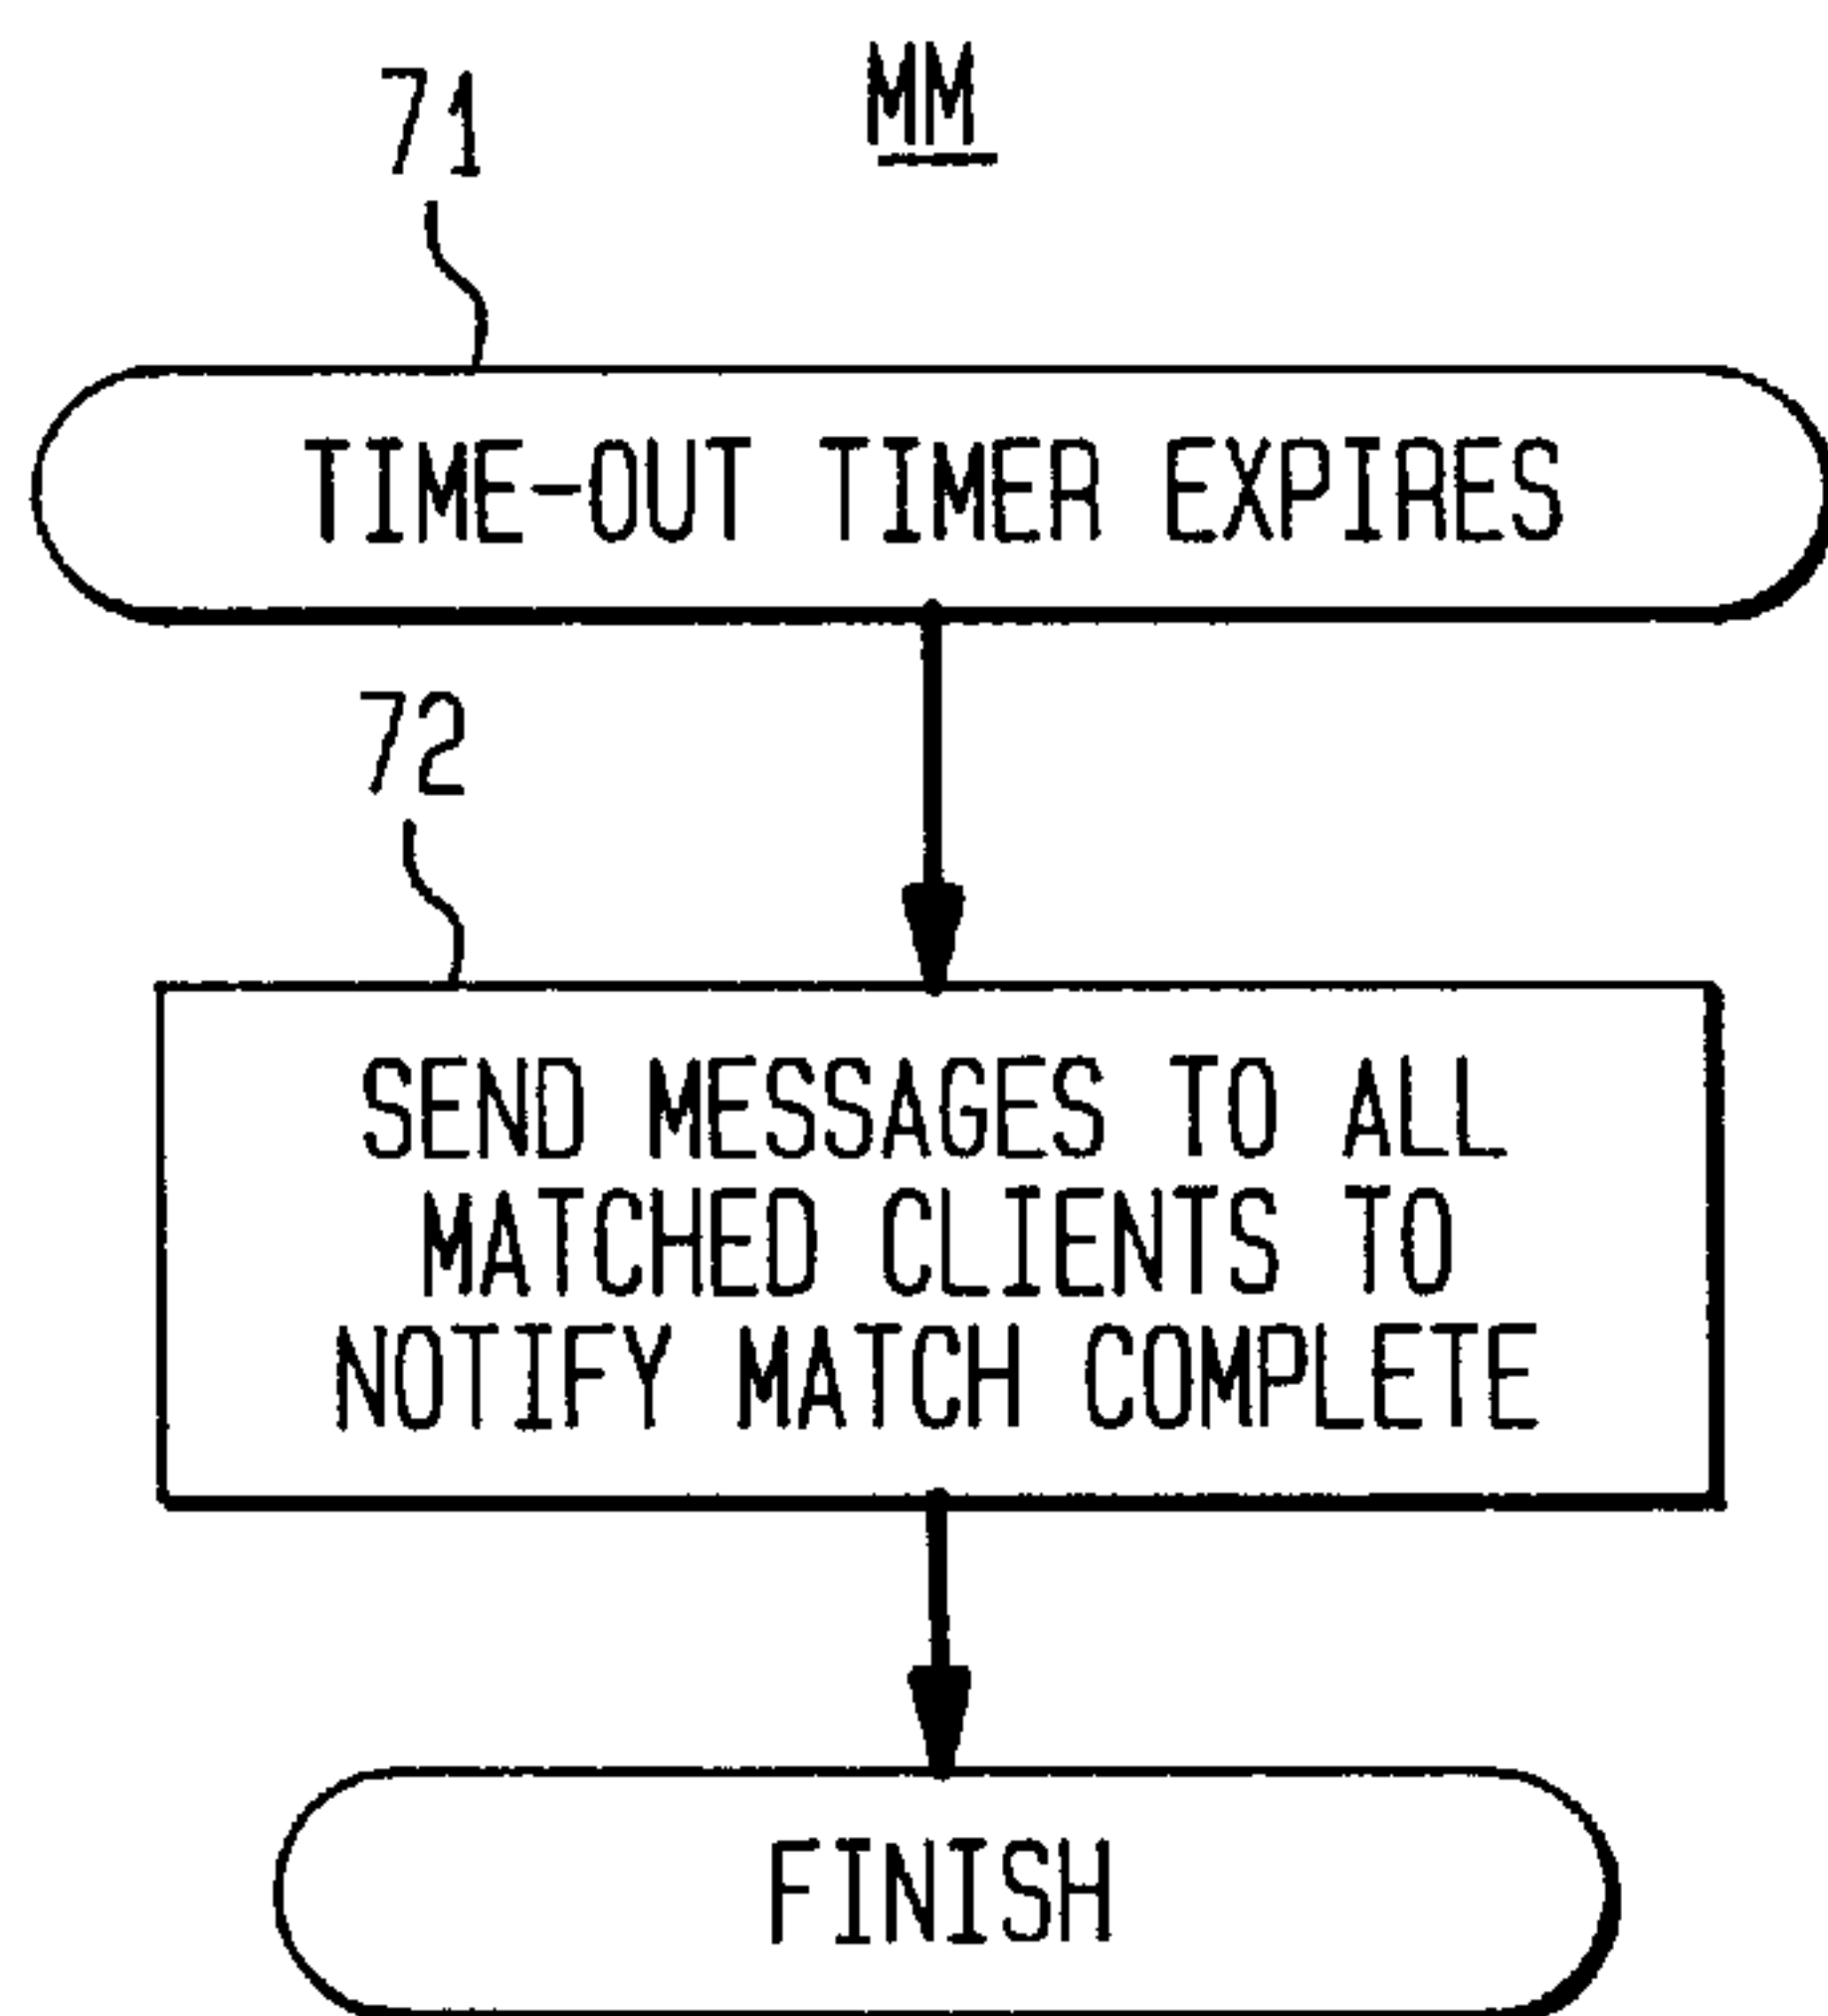 71
MM
TIME-OUT TIMER EXPIRES
72
SEND MESSAGES TO ALL
MATCHED CLIENTS TO
NOTIFY MATCH COMPLETE
FINISH